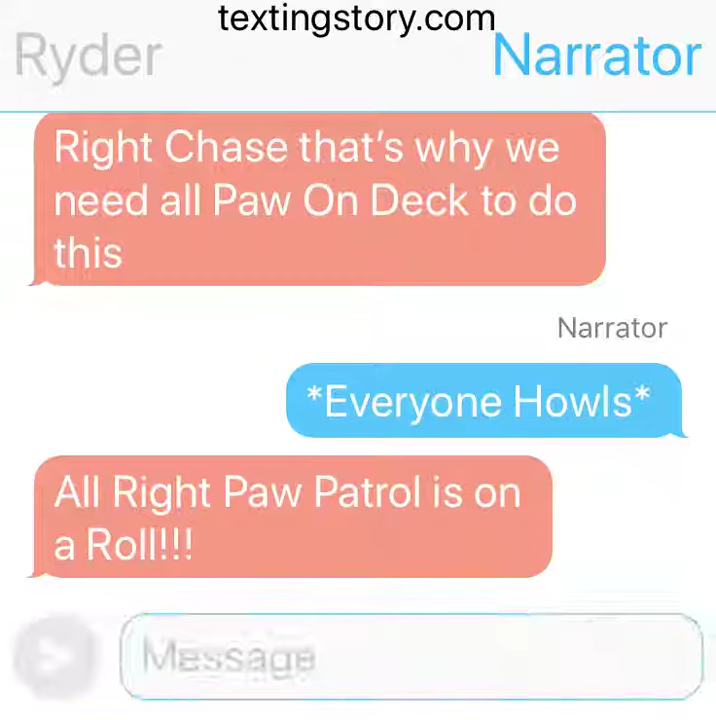 textingstory.com
Ryder
Narrator
Right Chase that’s why we
need all Paw On Deck to do
this
Narrator
*Everyone Howls*
All Right Paw Patrol is on
a Roll!!!
Message